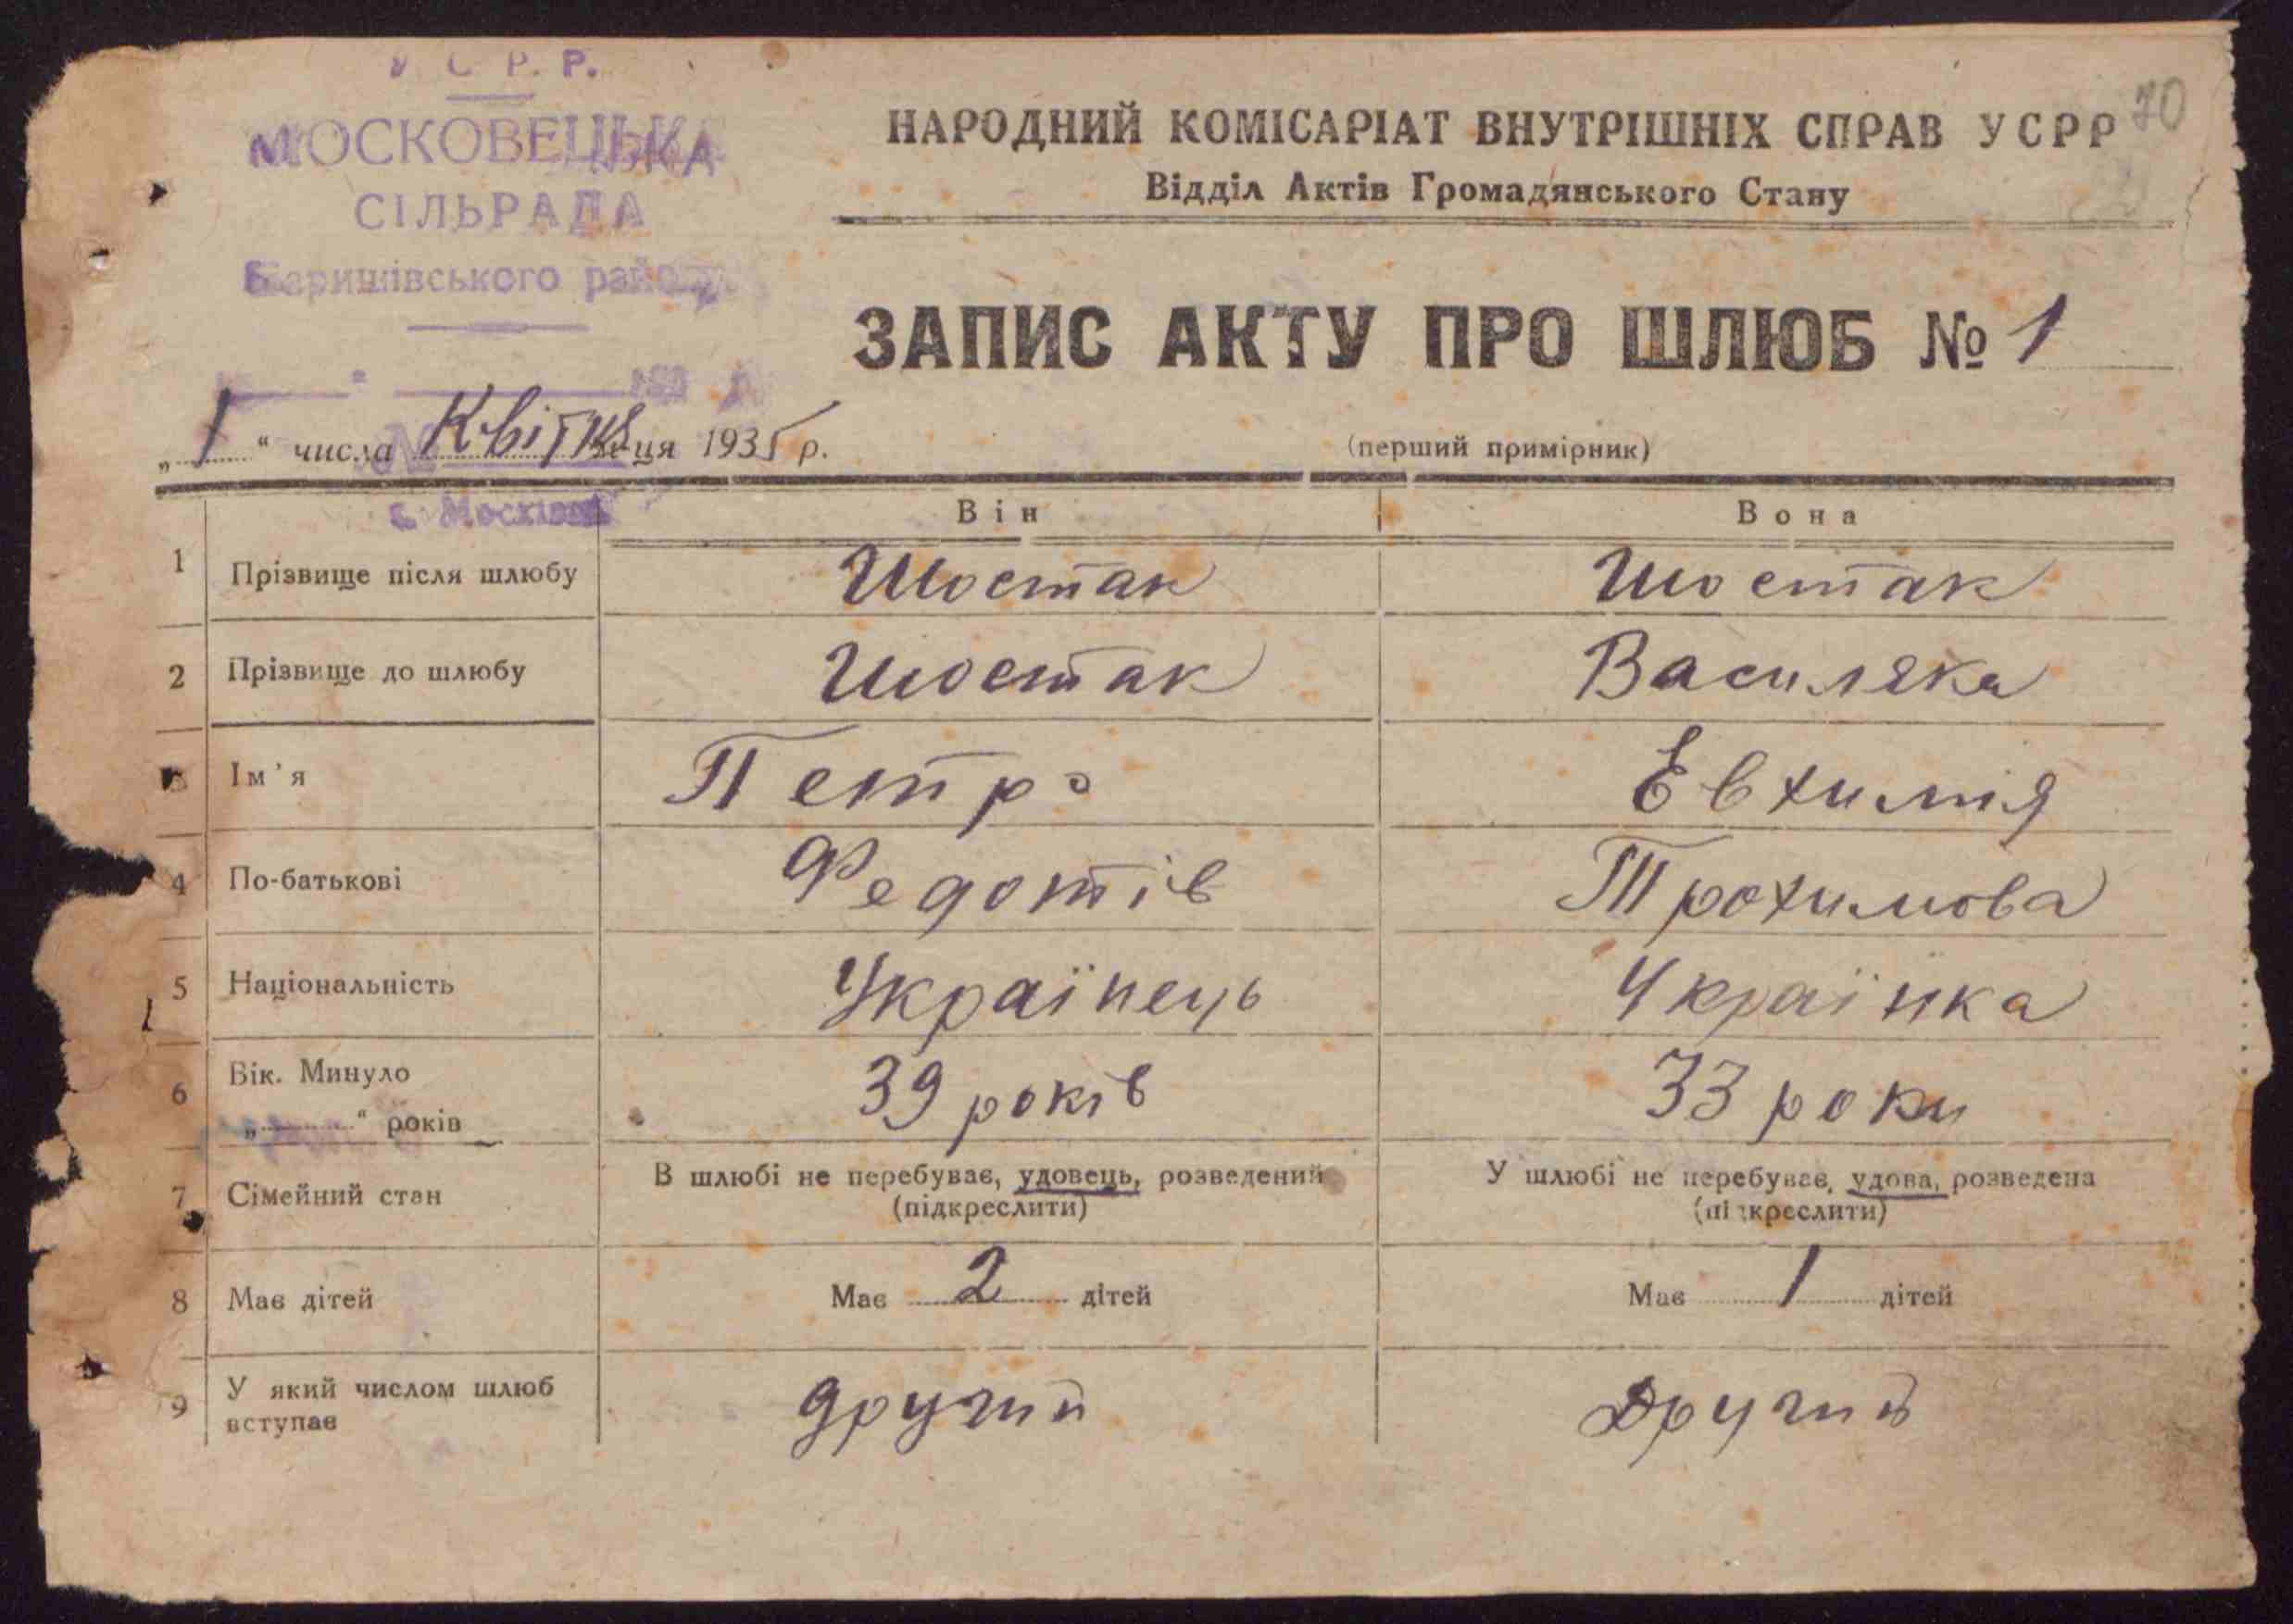 У С Р. Р.
МОСКОВЕЦЬКА
СІЛЬРАДА
Баришівського району
с. Московці
70
НАРОДНИЙ КОМІСАРІАТ ВНУТРІШНІХ СПРАВ УСРР
Відділ Актів Громадянського Стану
ЗАПИС АКТУ ПРО ШЛЮБ № 1
„1“ числа Квітня місяця 1935 р.
(перший примірник)
Він Вона
1 Прізвище після шлюбу Шостак Шостак
2 Прізвище до шлюбу Шостак Василяка
3 Ім'я Петро Евхимія
4 По-батькові Федотів Трохимова
5 Національність Українець Українка
6 Вік. Минуло
„..........“ років 39 років 33 роки
7 Сімейний стан В шлюбі не перебуває, удовець, розведений У шлюбі не перебуває, удова, розведена
(підкреслити) (підкреслити)
8 Має дітей Має 2 дітей Має 1 дітей
9 У який числом шлюб
вступає другий Другий